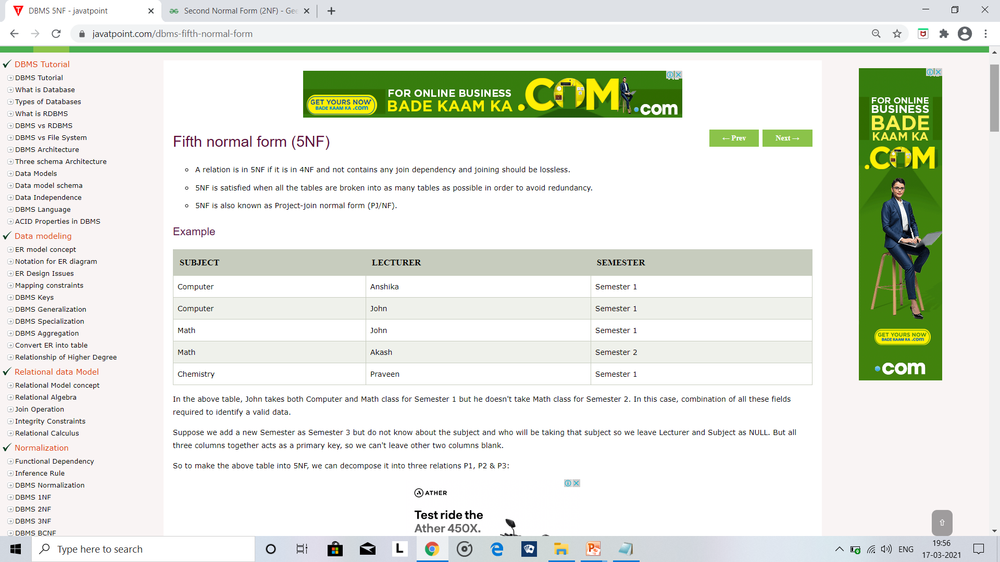 DBMS 5NF - javatpoint
Second Normal Form (2NF) - Gee
javatpoint.com/dbms-fifth-normal-form
DBMS Tutorial
DBMS Tutorial
What is Database
Types of Databases
What is RDBMS
DBMS vs RDBMS
DBMS vs File System
DBMS Architecture
Three schema Architecture
Data Models
Data model schema
Data Independence
DBMS Language
ACID Properties in DBMS
Data modeling
ER model concept
Notation for ER diagram
ER Design Issues
Mapping constraints
DBMS Keys
DBMS Generalization
DBMS Specialization
DBMS Aggregation
Convert ER into table
Relationship of Higher Degree
Relational data Model
Relational Model concept
Relational Algebra
Join Operation
Integrity Constraints
Relational Calculus
Normalization
Functional Dependency
Inference Rule
DBMS Normalization
DBMS 1NF
DBMS 2NF
DBMS 3NF
DBMS BCNF
GET YOURS NOW
BADE KAAM KA .com
FOR ONLINE BUSINESS
BADE KAAM KA
.COM
.com
Fifth normal form (5NF)
← Prev
Next →
A relation is in 5NF if it is in 4NF and not contains any join dependency and joining should be lossless.
5NF is satisfied when all the tables are broken into as many tables as possible in order to avoid redundancy.
5NF is also known as Project-join normal form (PJ/NF).
Example
SUBJECT LECTURER SEMESTER
Computer Anshika Semester 1
Computer John Semester 1
Math John Semester 1
Math Akash Semester 2
Chemistry Praveen Semester 1
In the above table, John takes both Computer and Math class for Semester 1 but he doesn't take Math class for Semester 2. In this case, combination of all these fields
required to identify a valid data.
Suppose we add a new Semester as Semester 3 but do not know about the subject and who will be taking that subject so we leave Lecturer and Subject as NULL. But all
three columns together acts as a primary key, so we can't leave other two columns blank.
So to make the above table into 5NF, we can decompose it into three relations P1, P2 & P3:
ATHER
Test ride the
Ather 450X.
FOR ONLINE
BUSINESS
BADE
KAAM KA
.COM
GET YOURS NOW
BADE KAAM KA .com
.com
Type here to search
L
ENG
19:56
17-03-2021